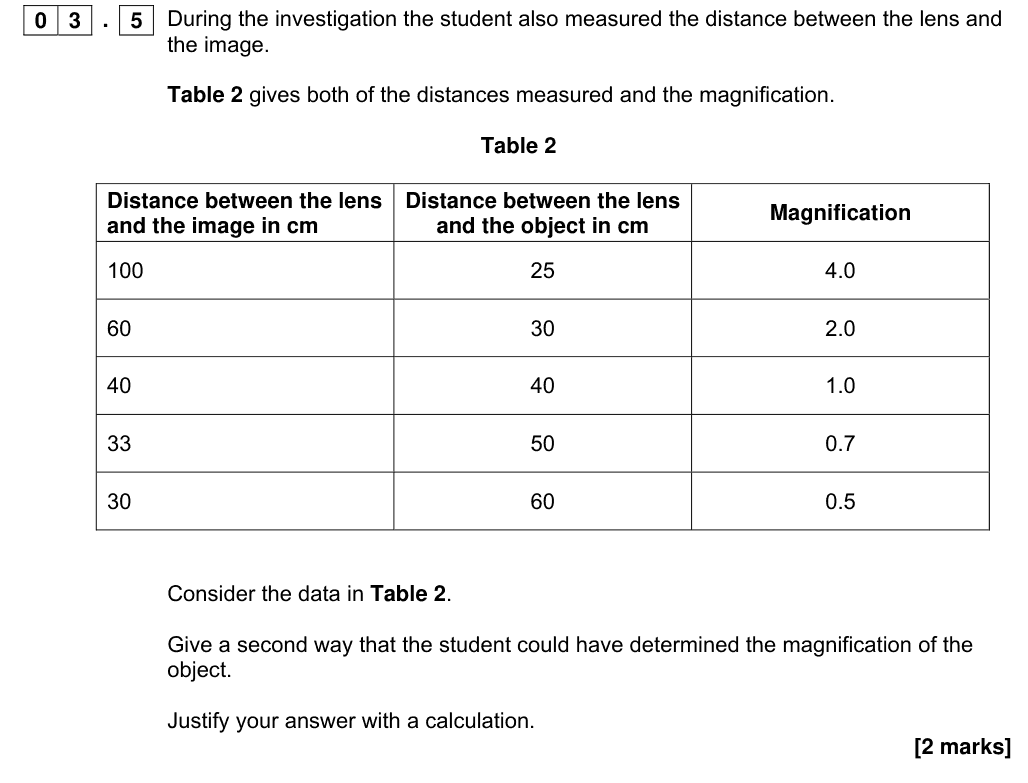 0 3 . 5 During the investigation the student also measured the distance between the lens and
the image.
Table 2 gives both of the distances measured and the magnification.
Table 2
Distance between the lens and the image in cm Distance between the lens and the object in cm Magnification
100 25 4.0
60 30 2.0
40 40 1.0
33 50 0.7
30 60 0.5
Consider the data in Table 2.
Give a second way that the student could have determined the magnification of the
object.
Justify your answer with a calculation.
[2 marks]